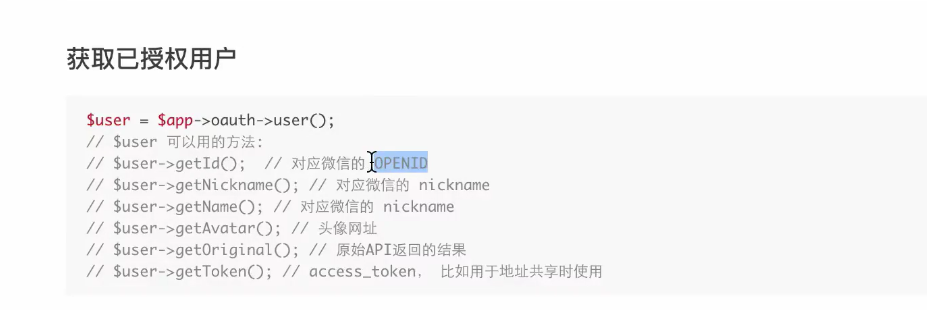 获取已授权用户
$user = $app->oauth->user();
// $user 可以用的方法:
// $user->getId();  // 对应微信的 OPENID
// $user->getNickname(); // 对应微信的 nickname
// $user->getName(); // 对应微信的 nickname
// $user->getAvatar(); // 头像网址
// $user->getOriginal(); // 原始API返回的结果
// $user->getToken(); // access_token， 比如用于地址共享时使用